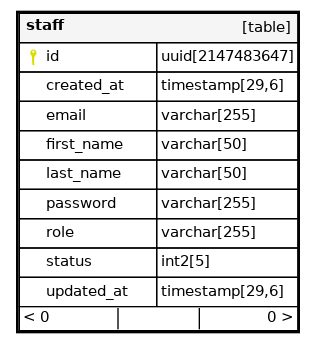 staff [table]
id uuid[2147483647]
created_at timestamp[29,6]
email varchar[255]
first_name varchar[50]
last_name varchar[50]
password varchar[255]
role varchar[255]
status int2[5]
updated_at timestamp[29,6]
< 0 0 >